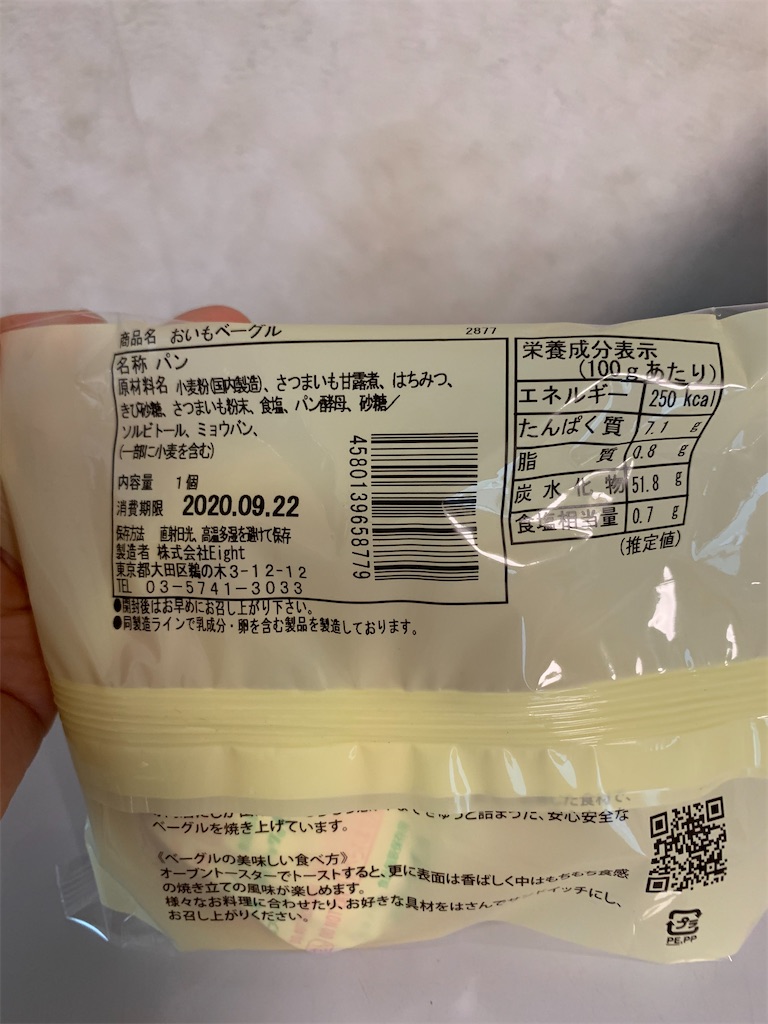 商品名 おいもベーグル 2877
名称 パン
原材料名 小麦粉(国内製造)、さつまいも甘露煮、はちみつ、
きび砂糖、さつまいも粉末、食塩、パン酵母、砂糖／
ソルビトール、ミョウバン、
(一部に小麦を含む)
内容量 1個
消費期限 2020.09.22
保存方法 直射日光、高温多湿を避けて保存
製造者 株式会社Eight
東京都大田区鵜の木3-12-12
TEL 03-5741-3033
4580139658779
●開封後はお早めにお召し上がり下さい。
●同製造ラインで乳成分・卵を含む製品を製造しております。
栄養成分表示
(100gあたり)
エネルギー 250 kcal
たんぱく質 7.1 g
脂質 0.8 g
炭水化物 51.8 g
食塩相当量 0.7 g
(推定値)
詰まった、安心安全な
ベーグルを焼き上げています。
《ベーグルの美味しい食べ方》
オーブントースターでトーストすると、更に表面は香ばしく中はもちもち食感
の焼き立ての風味が楽しめます。
様々なお料理に合わせたり、お好きな具材をはさんでサンドイッチにし、
お召し上がりください。
プラ
PE,PP